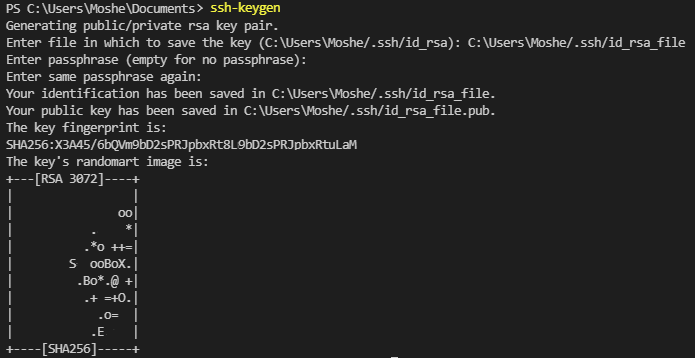 PS C:\Users\Moshe\Documents> ssh-keygen
Generating public/private rsa key pair.
Enter file in which to save the key (C:\Users\Moshe/.ssh/id_rsa): C:\Users\Moshe/.ssh/id_rsa_file
Enter passphrase (empty for no passphrase):
Enter same passphrase again:
Your identification has been saved in C:\Users\Moshe/.ssh/id_rsa_file.
Your public key has been saved in C:\Users\Moshe/.ssh/id_rsa_file.pub.
The key fingerprint is:
SHA256:X3A45/6bQVm9bD2sPRJpbxRt8L9bD2sPRJpbxRtuLaM
The key's randomart image is:
+---[RSA 3072]----+
|                 |
|               oo|
|           .    *|
|          .*o ++=|
|        S  ooBoX.|
|         .Bo*.@ +|
|          .+ =+O.|
|            .o=  |
|           .E    |
+----[SHA256]-----+